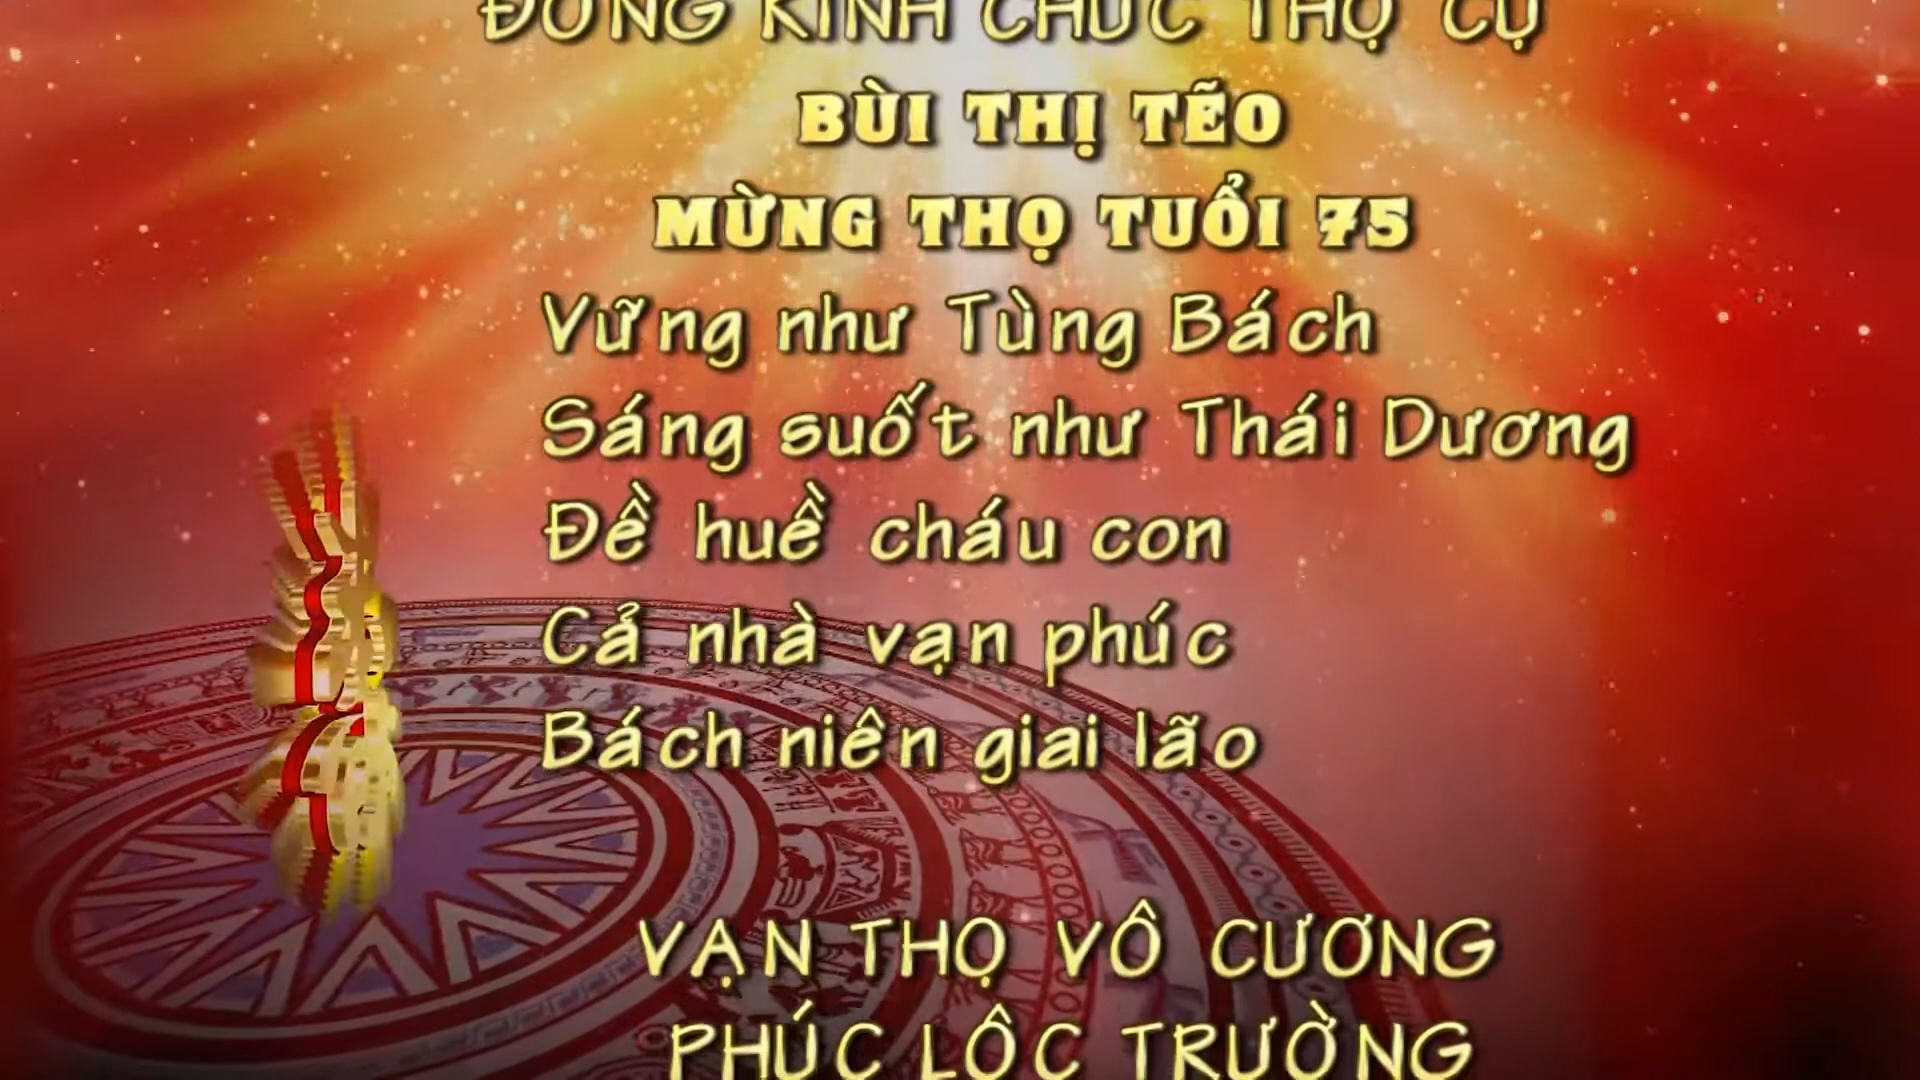 ĐỒNG KÍNH CHÚC THỌ CỤ
BÙI THỊ TẼO
MỪNG THỌ TUỔI 75
Vững như Tùng Bách
Sáng suốt như Thái Dương
Đề huề cháu con
Cả nhà vạn phúc
Bách niên giai lão
VẠN THỌ VÔ CƯƠNG
PHÚC LỘC TRƯỜNG